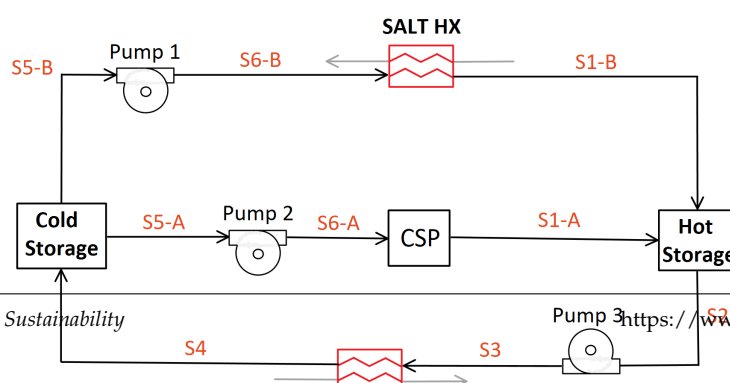 SALT HX
Pump 1
S5-B
S6-B
S1-B
Cold
Storage
S5-A
Pump 2
S6-A
CSP
S1-A
Hot
Storage
Sustainability
Pump 3
https://ww
S2
S4
S3